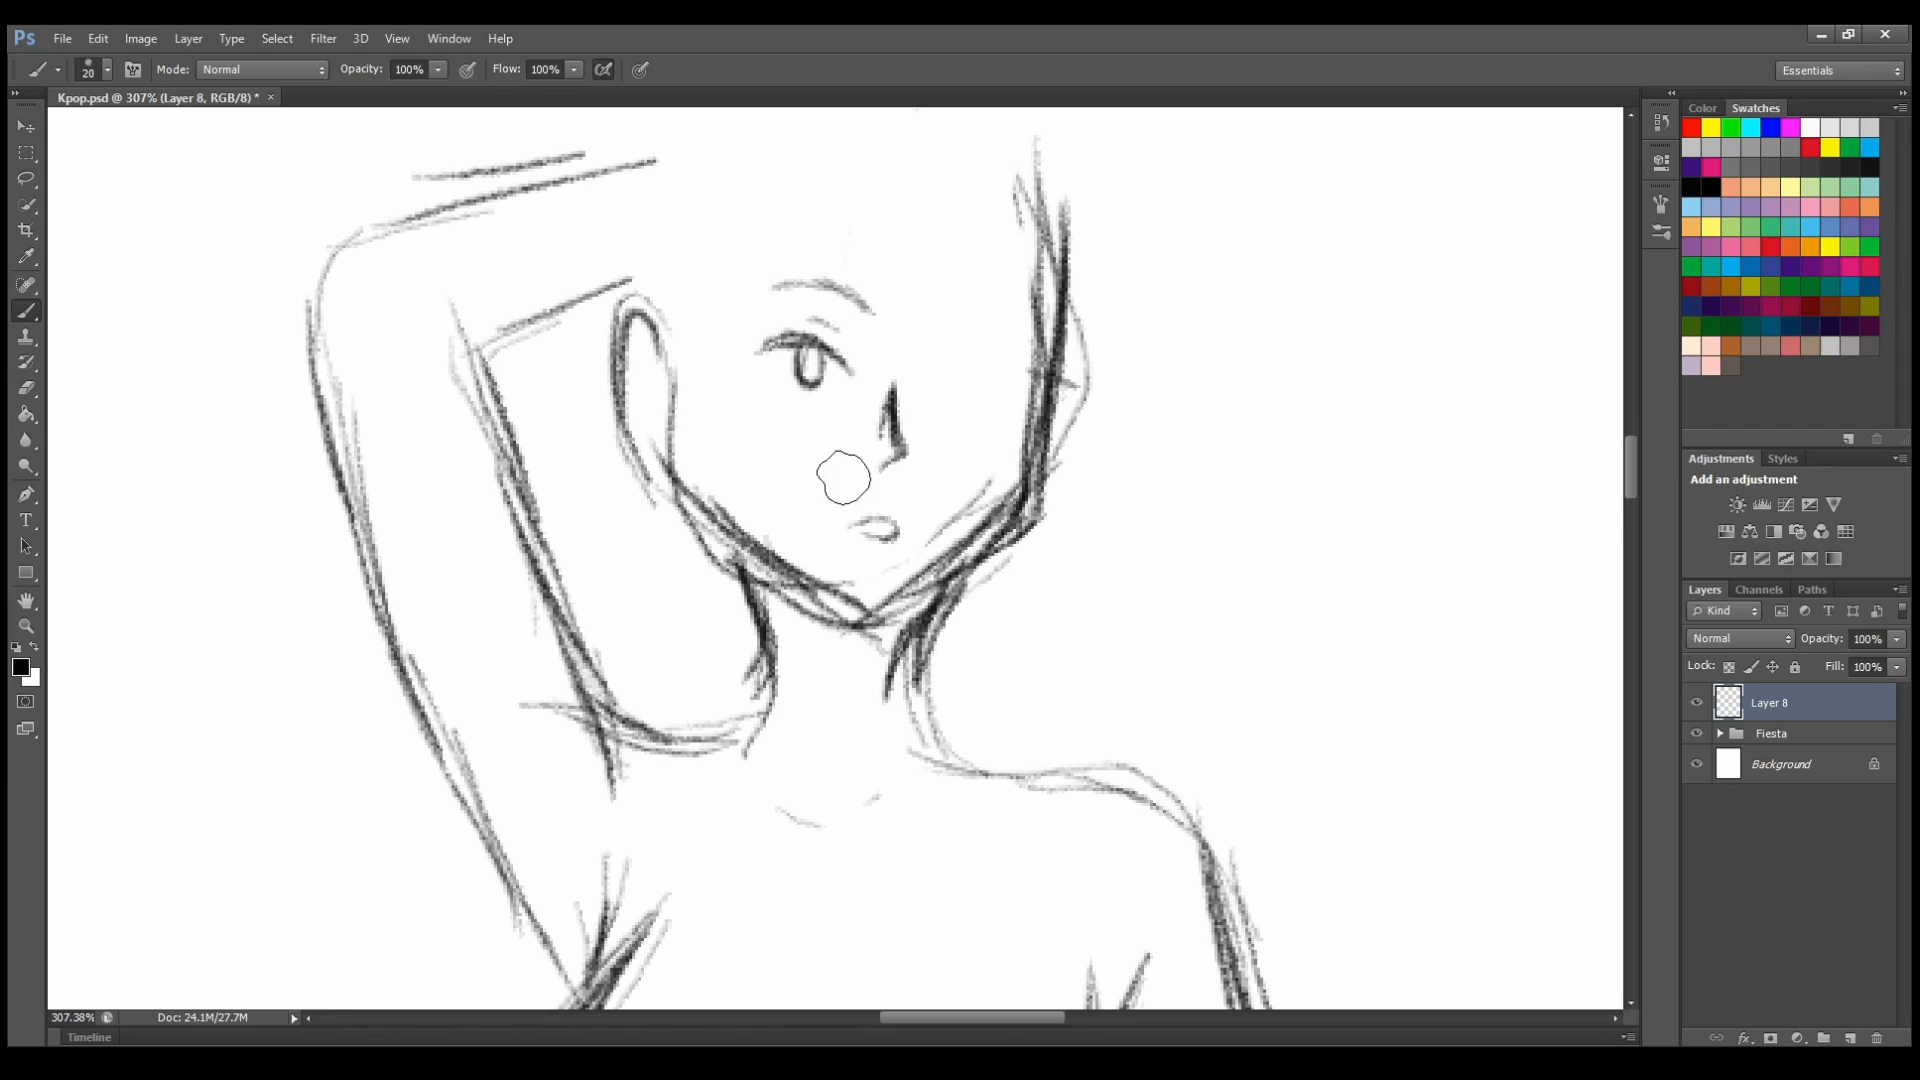 Ps File Edit Image Layer Type Select Filter 3D View Window Help
20 Mode: Normal Opacity: 100% Flow: 100% Essentials
Kpop.psd @ 307% (Layer 8, RGB/8) * ×
Color Swatches
Adjustments Styles
Add an adjustment
Layers Channels Paths
Kind
Normal Opacity: 100%
Lock: Fill: 100%
Layer 8
Fiesta
Background
307.38% Doc: 24.1M/27.7M
Timeline